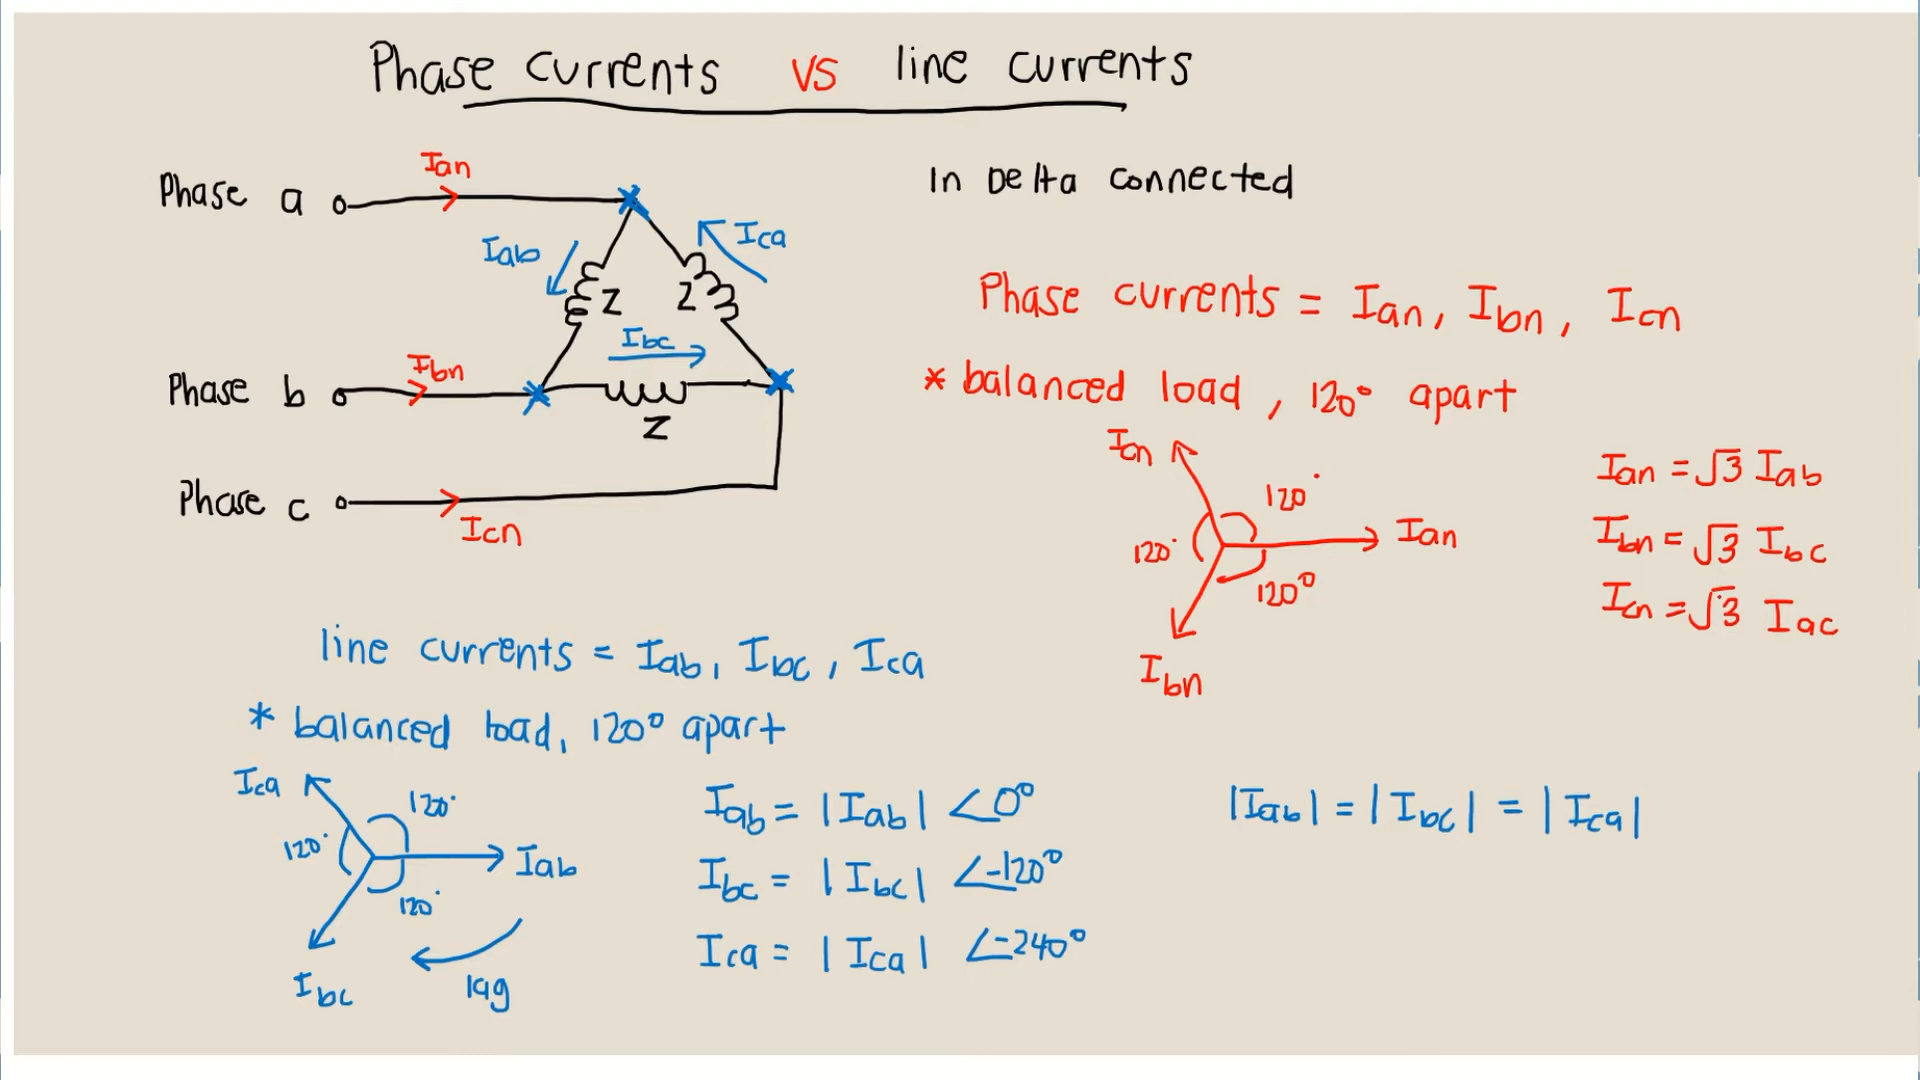 Phase currents vs line currents
Phase a
Ian
Iab
Ica
Z
Z
Ibc
Phase b
Ibn
Z
Phase c
Icn
In Delta connected
Phase currents = Ian, Ibn, Icn
* balanced load, 120° apart
Icn
120°
Ian
120°
120°
Ibn
Ian = √3 Iab
Ibn = √3 Ibc
Icn = √3 Iac
line currents = Iab, Ibc, Ica
* balanced load, 120° apart
Ica
120°
120°
Iab
120°
Ibc
lag
Iab = |Iab| ∠0°
Ibc = |Ibc| ∠-120°
Ica = |Ica| ∠-240°
|Iab| = |Ibc| = |Ica|